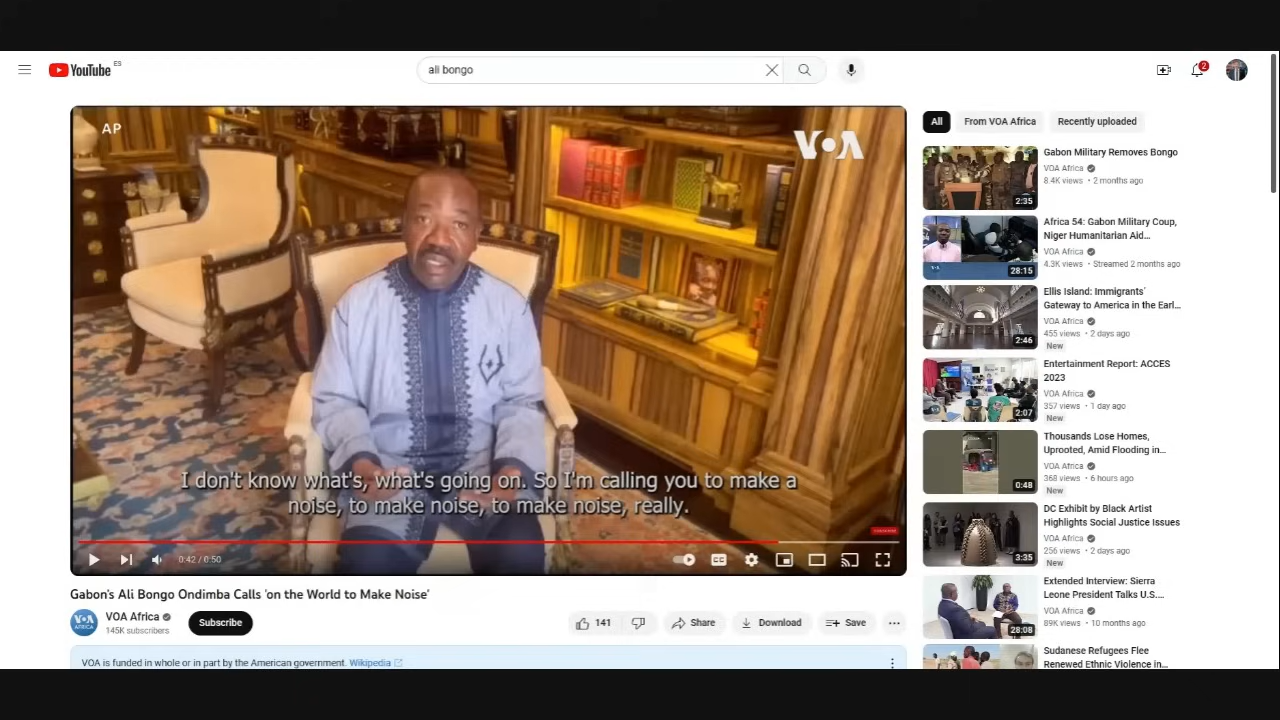 YouTube
ES
ali bongo
2
AP
VOA
I don't know what's, what's going on. So I'm calling you to make a
noise, to make noise, to make noise, really.
0:42 / 0:50
CC
Gabon's Ali Bongo Ondimba Calls 'on the World to Make Noise'
VOA Africa
145K subscribers
Subscribe
141
Share
Download
Save
VOA is funded in whole or in part by the American government. Wikipedia
All
From VOA Africa
Recently uploaded
Gabon Military Removes Bongo
VOA Africa
8.4K views • 2 months ago
2:35
Africa 54: Gabon Military Coup,
Niger Humanitarian Aid...
VOA Africa
4.3K views • Streamed 2 months ago
28:15
Ellis Island: Immigrants'
Gateway to America in the Earl...
VOA Africa
455 views • 2 days ago
New
2:46
Entertainment Report: ACCES
2023
VOA Africa
357 views • 1 day ago
New
2:07
Thousands Lose Homes,
Uprooted, Amid Flooding in...
VOA Africa
368 views • 6 hours ago
New
0:48
DC Exhibit by Black Artist
Highlights Social Justice Issues
VOA Africa
256 views • 2 days ago
New
3:35
Extended Interview: Sierra
Leone President Talks U.S....
VOA Africa
89K views • 10 months ago
28:08
Sudanese Refugees Flee
Renewed Ethnic Violence in...